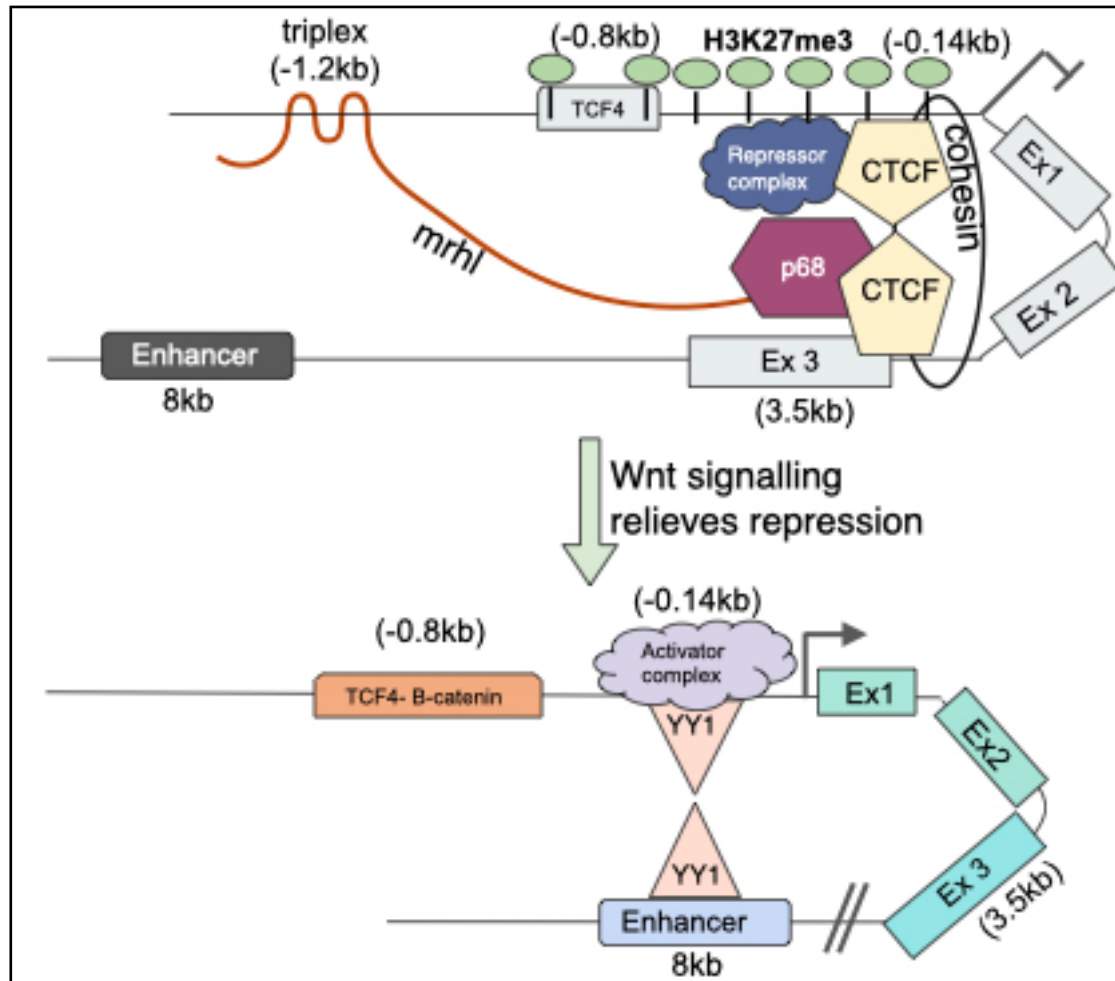 triplex
(-1.2kb)
(-0.8kb)
H3K27me3
(-0.14kb)
TCF4
Repressor
complex
CTCF
cohesin
Ex1
mrhl
p68
CTCF
Ex 2
Enhancer
8kb
Ex 3
(3.5kb)
Wnt signalling
relieves repression
(-0.8kb)
(-0.14kb)
Activator
complex
TCF4- B-catenin
YY1
Ex1
Ex2
YY1
Ex 3
(3.5kb)
Enhancer
8kb